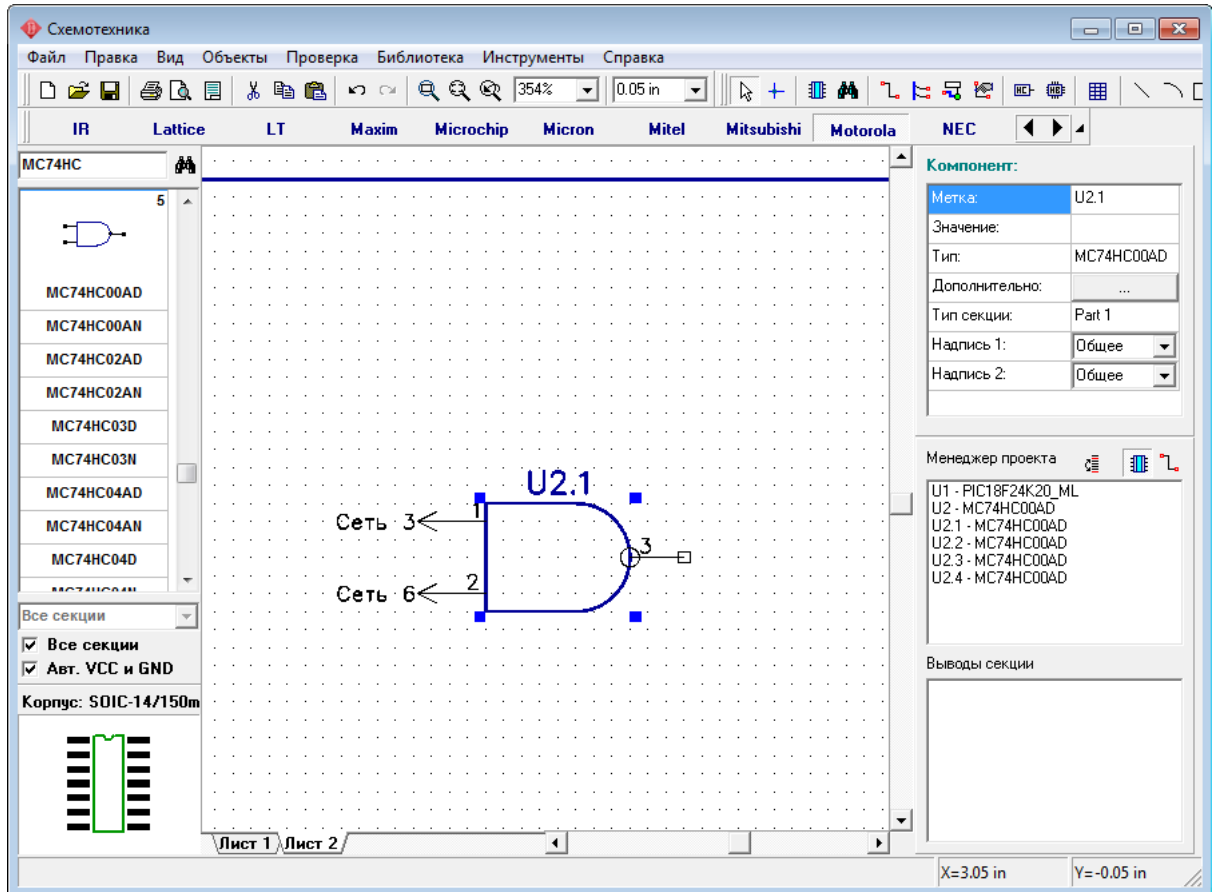 Схемотехника
Файл Правка Вид Объекты Проверка Библиотека Инструменты Справка
354% 0.05 in
IR Lattice LT Maxim Microchip Micron Mitel Mitsubishi Motorola NEC
MC74HC
5
MC74HC00AD
MC74HC00AN
MC74HC02AD
MC74HC02AN
MC74HC03D
MC74HC03N
MC74HC04AD
MC74HC04AN
MC74HC04D
Все секции
Все секции
Авт. VCC и GND
Корпус: SOIC-14/150m
U2.1
1
Сеть 3
3
2
Сеть 6
Лист 1 Лист 2
Компонент:
Метка: U2.1
Значение:
Тип: MC74HC00AD
Дополнительно: ...
Тип секции: Part 1
Надпись 1: Общее
Надпись 2: Общее
Менеджер проекта
U1 - PIC18F24K20_ML
U2 - MC74HC00AD
U2.1 - MC74HC00AD
U2.2 - MC74HC00AD
U2.3 - MC74HC00AD
U2.4 - MC74HC00AD
Выводы секции
X=3.05 in Y=-0.05 in